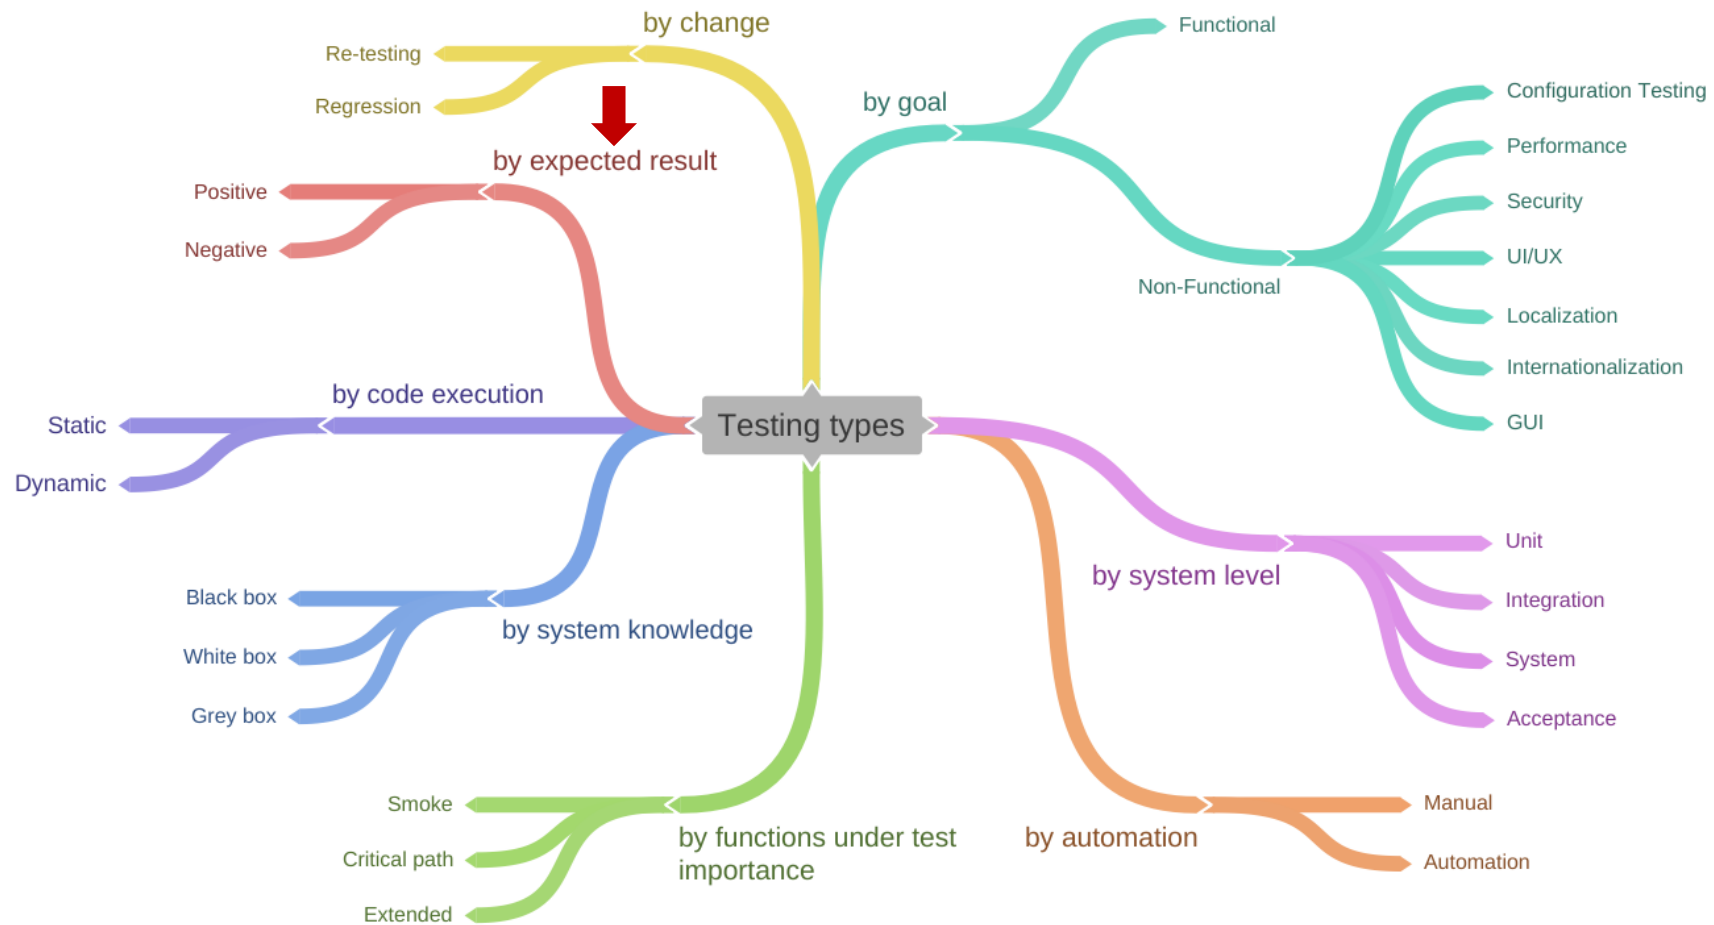 by change
Re-testing
Regression
by expected result
Positive
Negative
by code execution
Static
Dynamic
by system knowledge
Black box
White box
Grey box
by functions under test
importance
Smoke
Critical path
Extended
Testing types
by goal
Functional
Non-Functional
Configuration Testing
Performance
Security
UI/UX
Localization
Internationalization
GUI
by system level
Unit
Integration
System
Acceptance
by automation
Manual
Automation